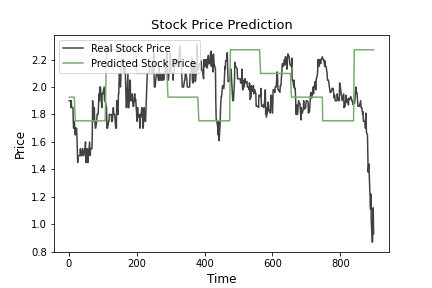 Stock Price Prediction
Real Stock Price
Predicted Stock Price
Price
2.2
2.0
1.8
1.6
1.4
1.2
1.0
0.8
0
200
400
600
800
Time